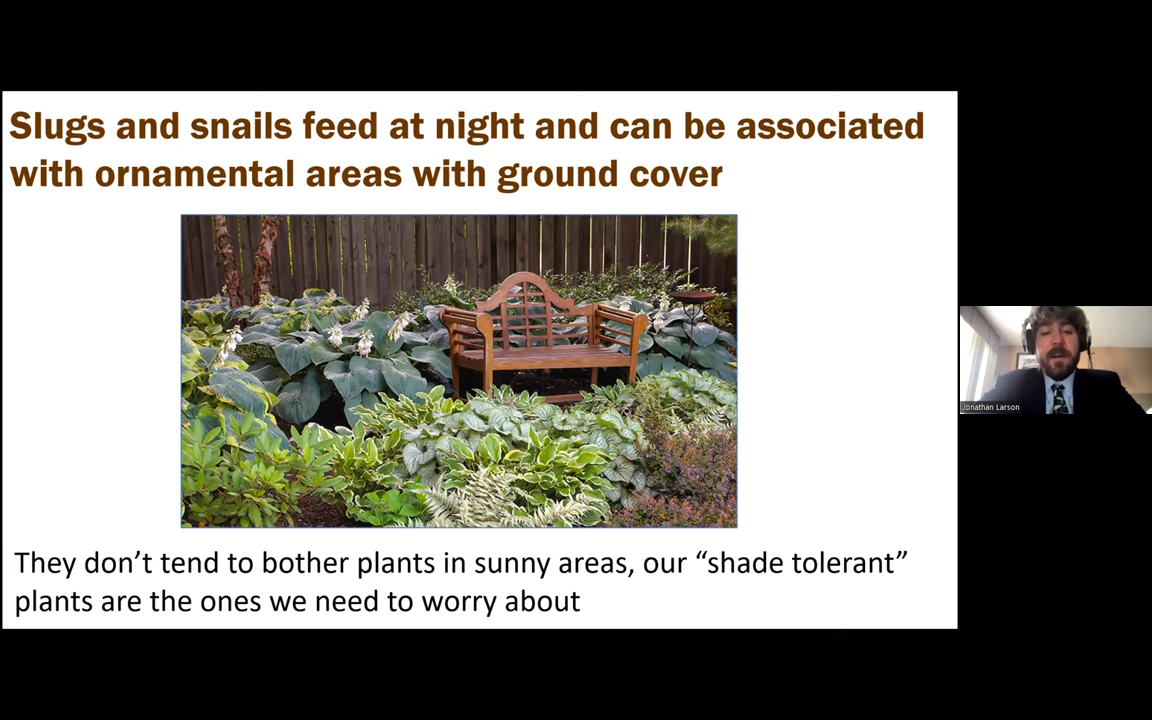 Slugs and snails feed at night and can be associated
with ornamental areas with ground cover
They don’t tend to bother plants in sunny areas, our “shade tolerant”
plants are the ones we need to worry about
Jonathan Larson